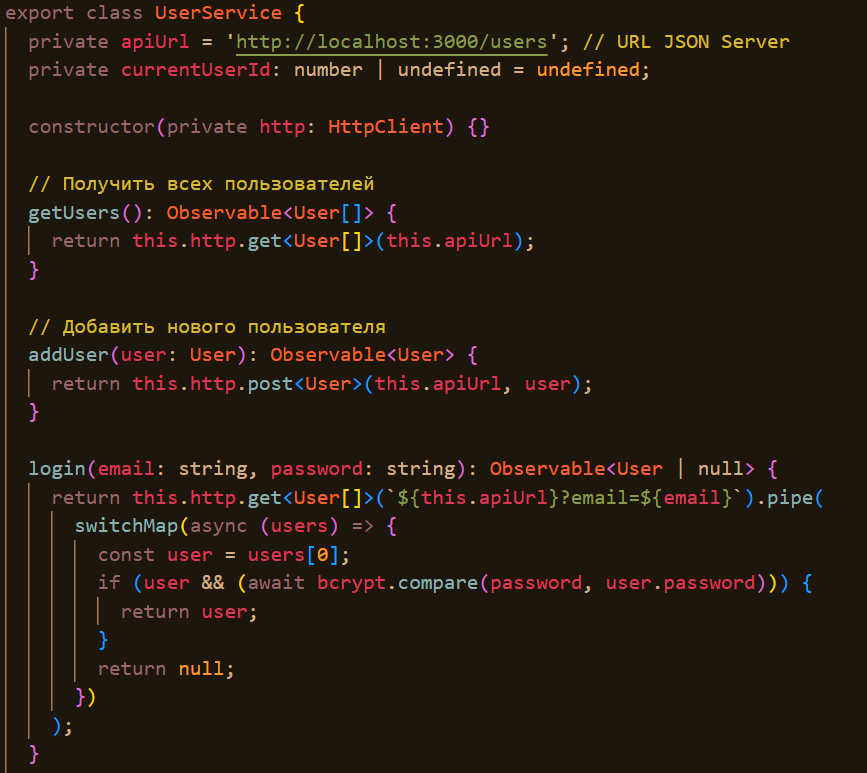 export class UserService {
private apiUrl = 'http://localhost:3000/users'; // URL JSON Server
private currentUserId: number | undefined = undefined;
constructor(private http: HttpClient) {}
// Получить всех пользователей
getUsers(): Observable<User[]> {
return this.http.get<User[]>(this.apiUrl);
}
// Добавить нового пользователя
addUser(user: User): Observable<User> {
return this.http.post<User>(this.apiUrl, user);
}
login(email: string, password: string): Observable<User | null> {
return this.http.get<User[]>(`${this.apiUrl}?email=${email}`).pipe(
switchMap(async (users) => {
const user = users[0];
if (user && (await bcrypt.compare(password, user.password))) {
return user;
}
return null;
})
);
}